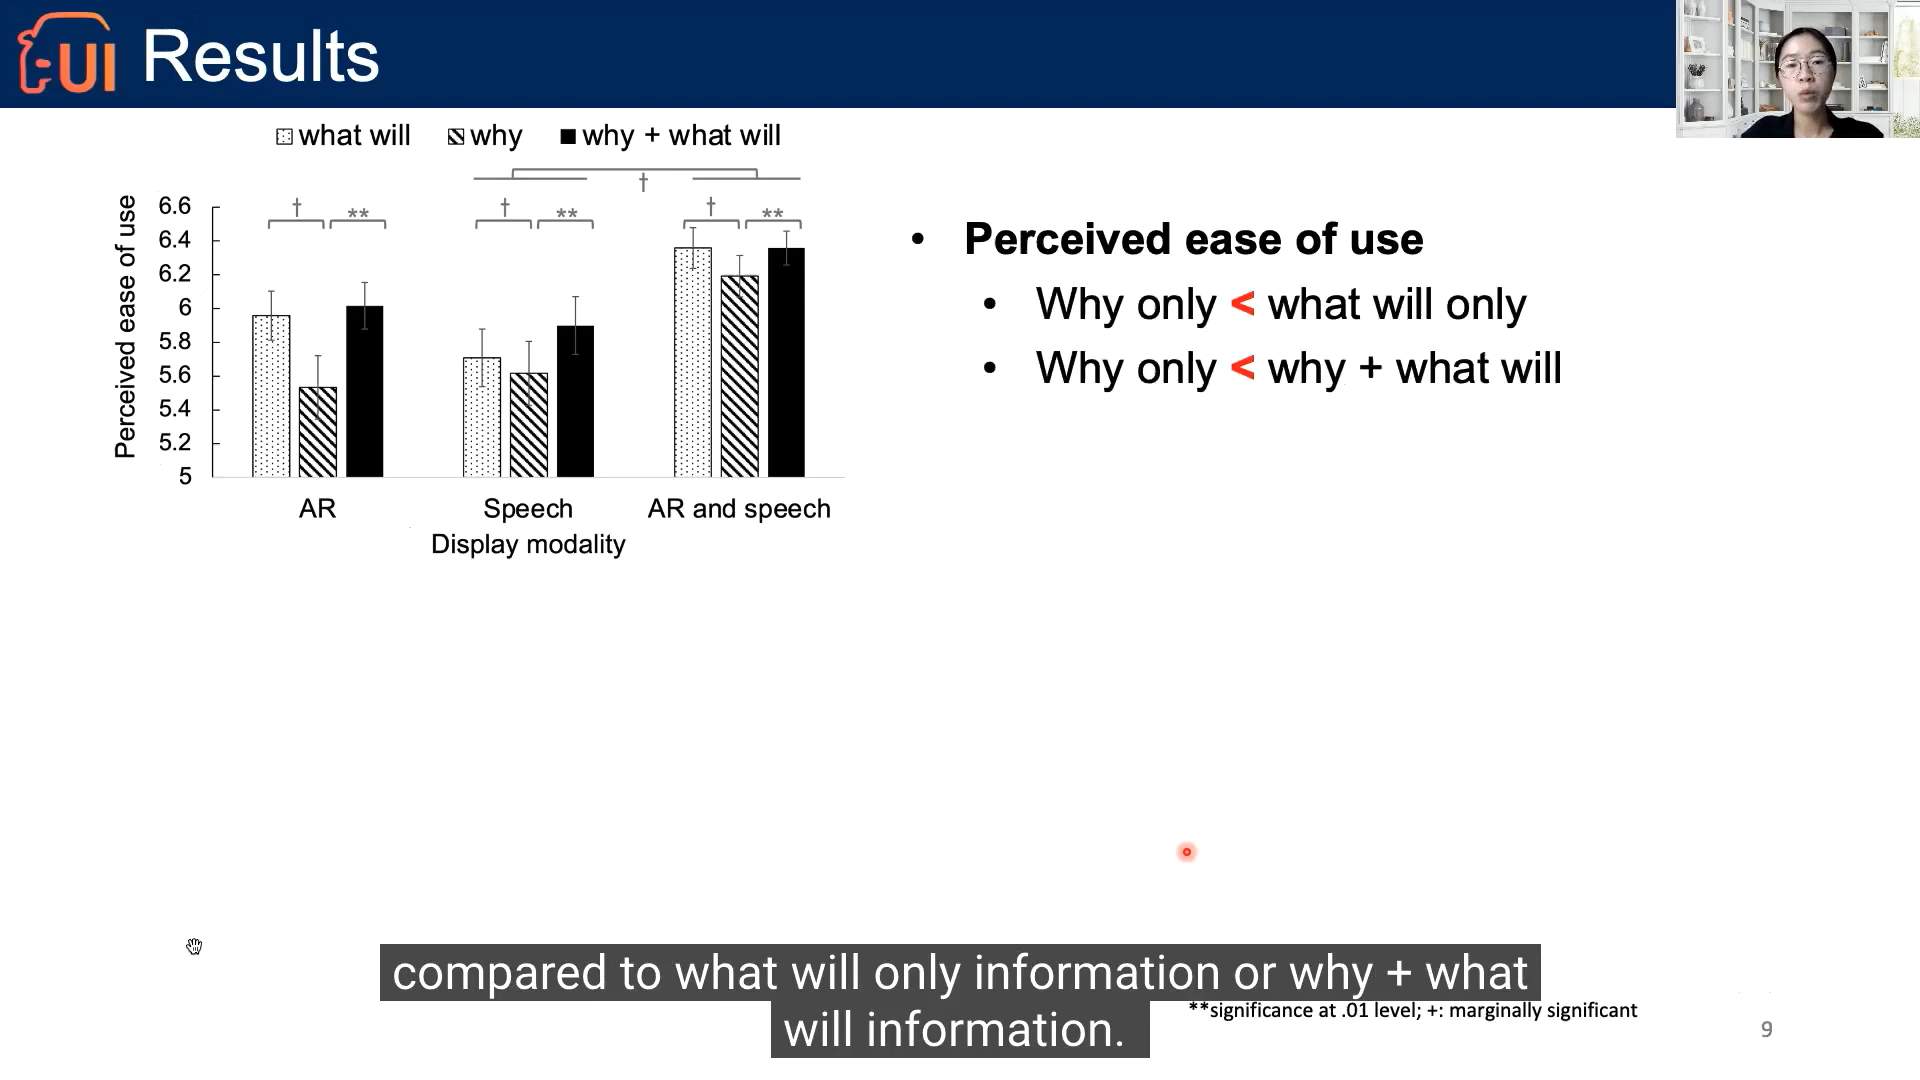 UI Results
what will why why + what will
†
† ** † ** † **
Perceived ease of use
6.6
6.4
6.2
6
5.8
5.6
5.4
5.2
5
AR Speech AR and speech
Display modality
• Perceived ease of use
• Why only < what will only
• Why only < why + what will
compared to what will only information or why + what
will information.
**significance at .01 level; +: marginally significant
9